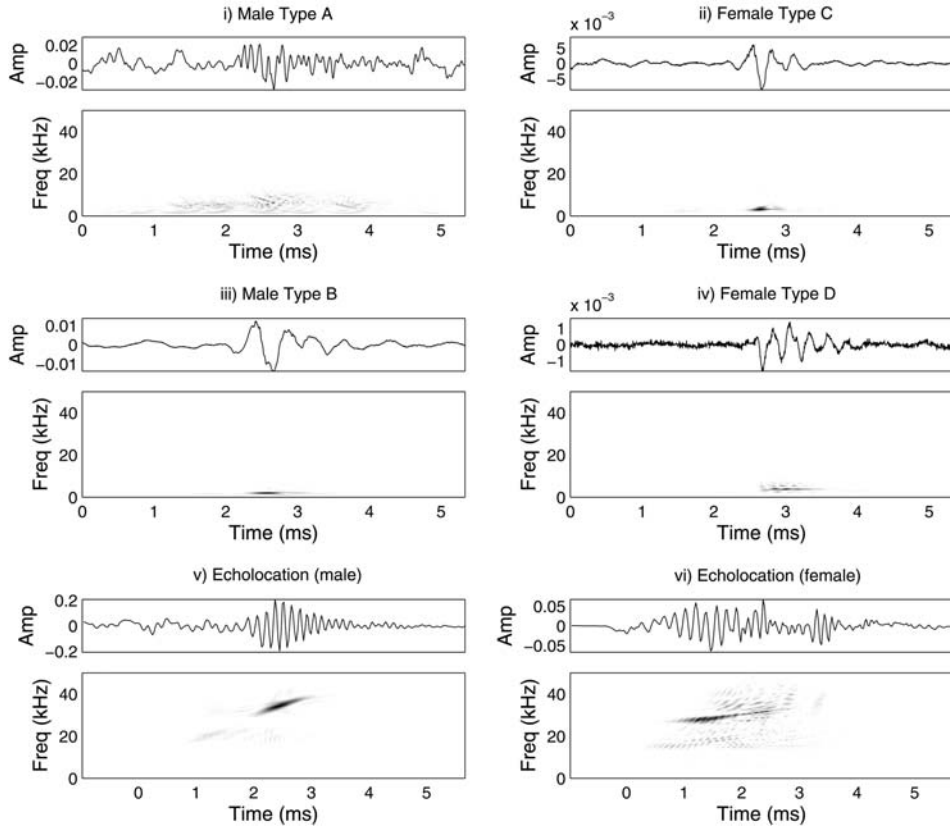 i) Male Type A
Amp
0.02
0
−0.02
Freq (kHz)
40
20
0
0 1 2 3 4 5
Time (ms)
ii) Female Type C
x 10−3
Amp
5
0
−5
Freq (kHz)
40
20
0
0 1 2 3 4 5
Time (ms)
iii) Male Type B
Amp
0.01
0
−0.01
Freq (kHz)
40
20
0
0 1 2 3 4 5
Time (ms)
iv) Female Type D
x 10−3
Amp
1
0
−1
Freq (kHz)
40
20
0
0 1 2 3 4 5
Time (ms)
v) Echolocation (male)
Amp
0.2
0
−0.2
Freq (kHz)
40
20
0
0 1 2 2 3 4 5
Time (ms)
vi) Echolocation (female)
Amp
0.05
0
−0.05
Freq (kHz)
40
20
0
0 1 2 2 3 4 5
Time (ms)